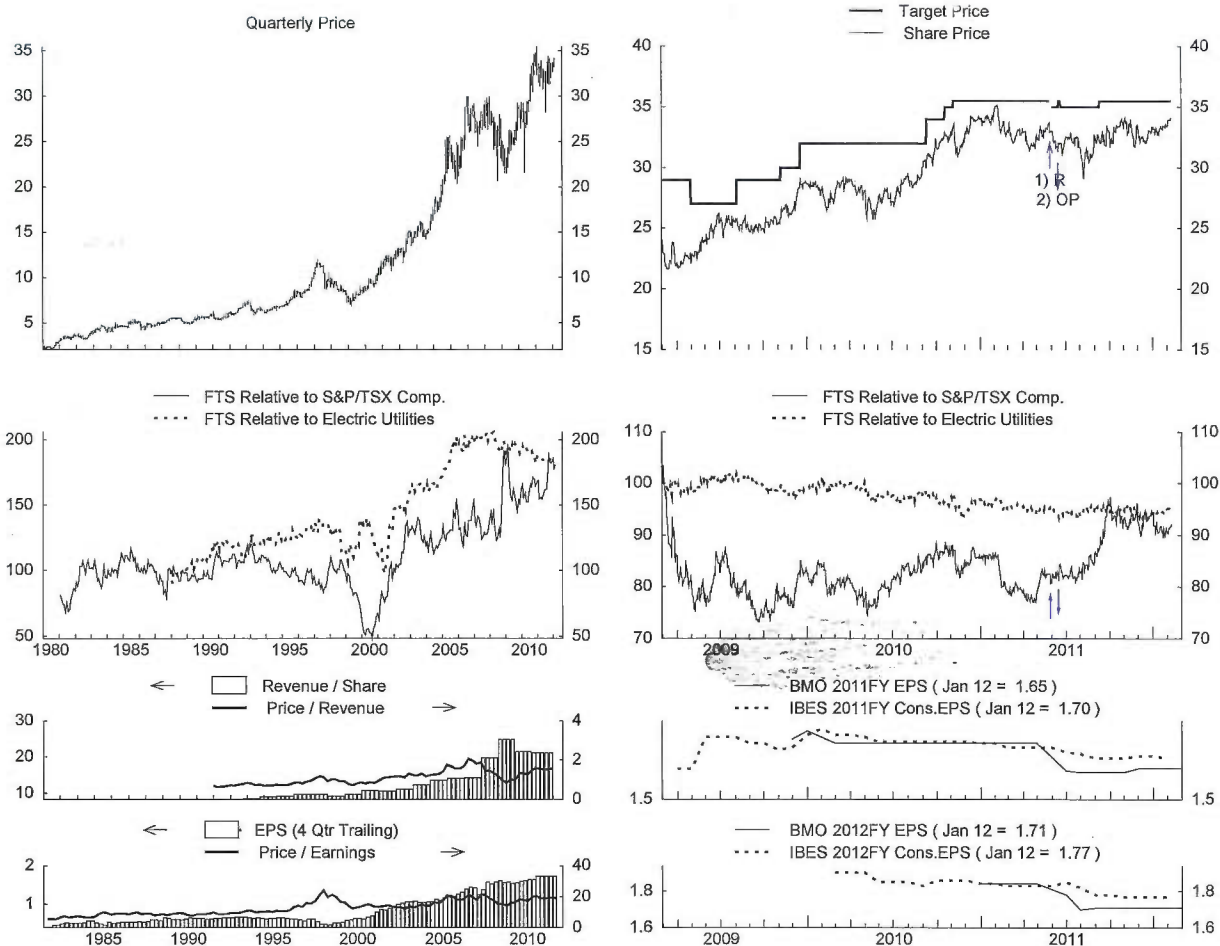 Quarterly Price
35
30
25
20
15
10
5
35
30
25
20
15
10
5
Target Price
Share Price
40
35
30
25
20
15
40
35
30
25
20
15
1) R
2) OP
FTS Relative to S&P/TSX Comp.
FTS Relative to Electric Utilities
200
150
100
50
200
150
100
50
1980 1985 1990 1995 2000 2005 2010
FTS Relative to S&P/TSX Comp.
FTS Relative to Electric Utilities
110
100
90
80
70
110
100
90
80
70
2009 2010 2011
← Revenue / Share
Price / Revenue →
30
20
10
4
2
0
BMO 2011FY EPS ( Jan 12 = 1.65)
IBES 2011FY Cons.EPS ( Jan 12 = 1.70)
1.5
1.5
← EPS (4 Qtr Trailing)
Price / Earnings →
2
1
40
20
0
1985 1990 1995 2000 2005 2010
BMO 2012FY EPS ( Jan 12 = 1.71)
IBES 2012FY Cons.EPS ( Jan 12 = 1.77 )
1.8
1.6
1.8
1.6
2009 2010 2011